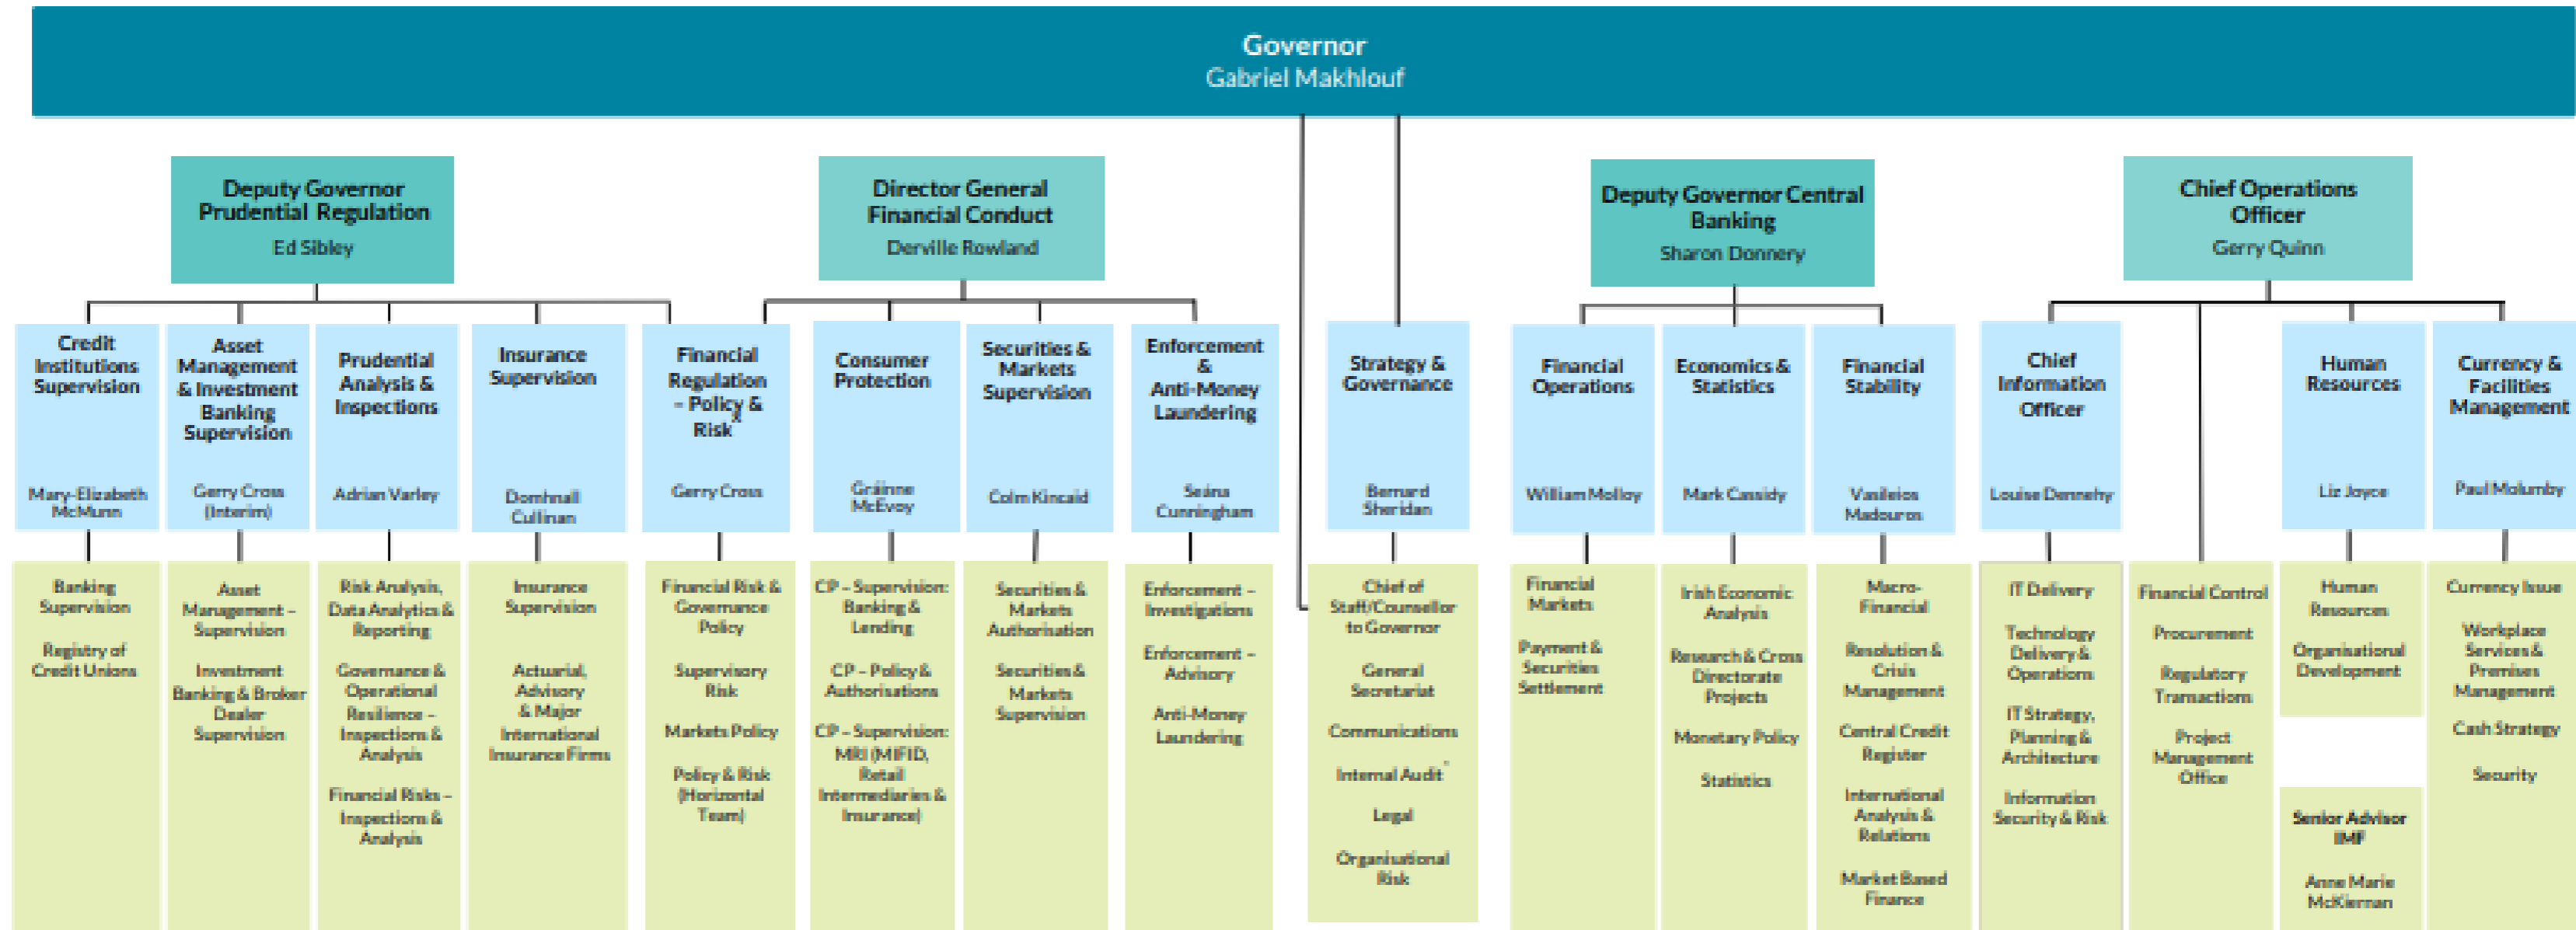 Governor
Gabriel Makhlouf
Deputy Governor
Prudential Regulation
Ed Sibley
Director General
Financial Conduct
Derville Rowland
Deputy Governor Central
Banking
Sharon Donnery
Chief Operations
Officer
Gerry Quinn
Credit
Institutions
Supervision
Mary-Elizabeth
McMunn
Asset
Management
& Investment
Banking
Supervision
Gerry Cross
(Interim)
Prudential
Analysis &
Inspections
Adrian Varley
Insurance
Supervision
Domhnall
Cullinan
Financial
Regulation
– Policy &
Risk
Gerry Cross
Consumer
Protection
Gráinne
McEvoy
Securities &
Markets
Supervision
Colm Kincaid
Enforcement
&
Anti-Money
Laundering
Seána
Cunningham
Strategy &
Governance
Bernard
Sheridan
Financial
Operations
William Molloy
Economics &
Statistics
Mark Cassidy
Financial
Stability
Vasileios
Madouros
Chief
Information
Officer
Louise Dennehy
Human
Resources
Liz Joyce
Currency &
Facilities
Management
Paul Molumby
Banking
Supervision
Registry of
Credit Unions
Asset
Management –
Supervision
Investment
Banking & Broker
Dealer
Supervision
Risk Analysis,
Data Analytics &
Reporting
Governance &
Operational
Resilience –
Inspections &
Analysis
Financial Risks –
Inspections &
Analysis
Insurance
Supervision
Actuarial,
Advisory
& Major
International
Insurance Firms
Financial Risk &
Governance
Policy
Supervisory
Risk
Markets Policy
Policy & Risk
(Horizontal
Team)
CP – Supervision:
Banking &
Lending
CP – Policy &
Authorisations
CP – Supervision:
MRI (MIFID,
Retail
Intermediaries &
Insurance)
Securities &
Markets
Authorisation
Securities &
Markets
Supervision
Enforcement –
Investigations
Enforcement –
Advisory
Anti-Money
Laundering
Chief of
Staff/Counsellor
to Governor
General
Secretariat
Communications
Internal Audit
Legal
Organisational
Risk
Financial
Markets
Payment &
Securities
Settlement
Irish Economic
Analysis
Research & Cross
Directorate
Projects
Monetary Policy
Statistics
Macro-
Financial
Resolution &
Crisis
Management
Central Credit
Register
International
Analysis &
Relations
Market Based
Finance
IT Delivery
Technology
Delivery &
Operations
IT Strategy,
Planning &
Architecture
Information
Security & Risk
Financial Control
Procurement
Regulatory
Transactions
Project
Management
Office
Human
Resources
Organisational
Development
Senior Advisor
IMF
Anne Marie
McKiernan
Currency Issue
Workplace
Services &
Premises
Management
Cash Strategy
Security